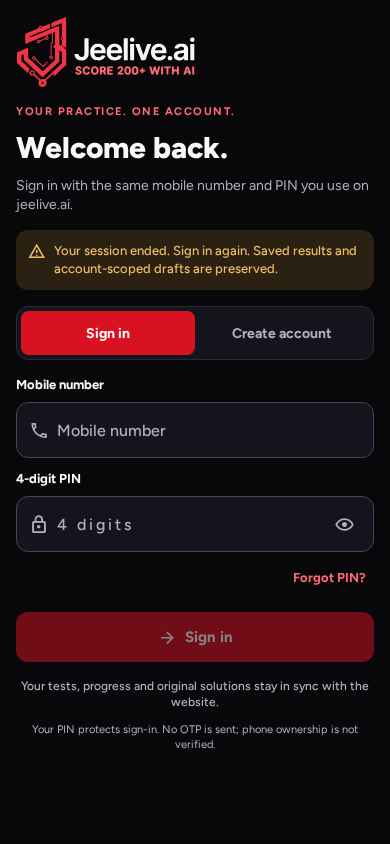 Jeelive.ai
SCORE 200+ WITH AI
YOUR PRACTICE. ONE ACCOUNT.
Welcome back.
Sign in with the same mobile number and PIN you use on
jeelive.ai.
Your session ended. Sign in again. Saved results and
account-scoped drafts are preserved.
Sign in
Create account
Mobile number
Mobile number
4-digit PIN
4 digits
Forgot PIN?
Sign in
Your tests, progress and original solutions stay in sync with the
website.
Your PIN protects sign-in. No OTP is sent; phone ownership is not
verified.